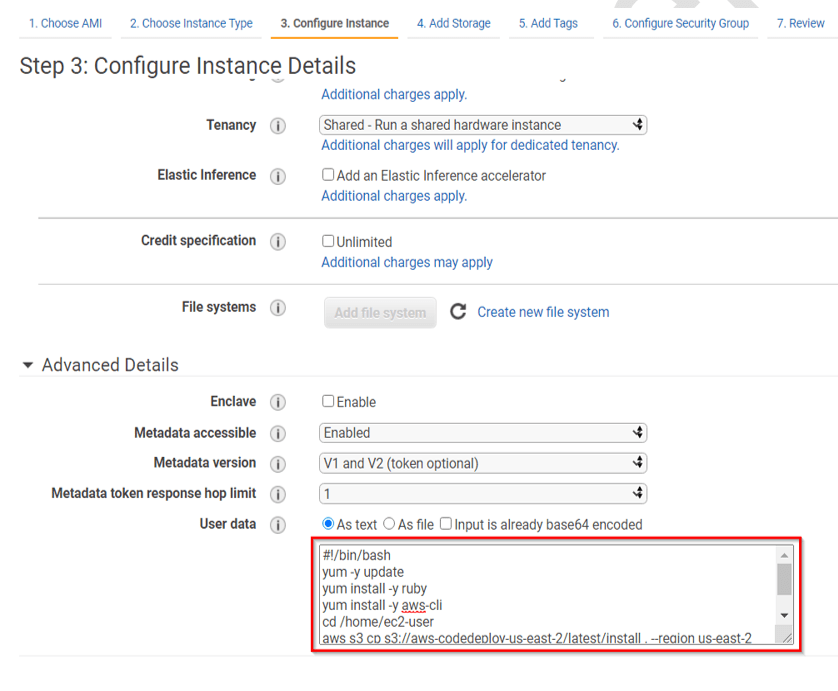 1. Choose AMI 2. Choose Instance Type 3. Configure Instance 4. Add Storage 5. Add Tags 6. Configure Security Group 7. Review
Step 3: Configure Instance Details
Additional charges apply.
Tenancy i Shared - Run a shared hardware instance
Additional charges will apply for dedicated tenancy.
Elastic Inference i Add an Elastic Inference accelerator
Additional charges apply.
Credit specification i Unlimited
Additional charges may apply
File systems i Add file system Create new file system
Advanced Details
Enclave i Enable
Metadata accessible i Enabled
Metadata version i V1 and V2 (token optional)
Metadata token response hop limit i 1
User data i As text As file Input is already base64 encoded
#!/bin/bash
yum -y update
yum install -y ruby
yum install -y aws-cli
cd /home/ec2-user
aws s3 cp s3://aws-codedeploy-us-east-2/latest/install . --region us-east-2